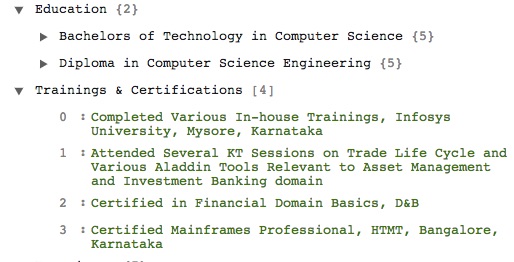 ▼ Education {2}
▶ Bachelors of Technology in Computer Science {5}
▶ Diploma in Computer Science Engineering {5}
▼ Trainings & Certifications [4]
0 : Completed Various In-house Trainings, Infosys
University, Mysore, Karnataka
1 : Attended Several KT Sessions on Trade Life Cycle and
Various Aladdin Tools Relevant to Asset Management
and Investment Banking domain
2 : Certified in Financial Domain Basics, D&B
3 : Certified Mainframes Professional, HTMT, Bangalore,
Karnataka